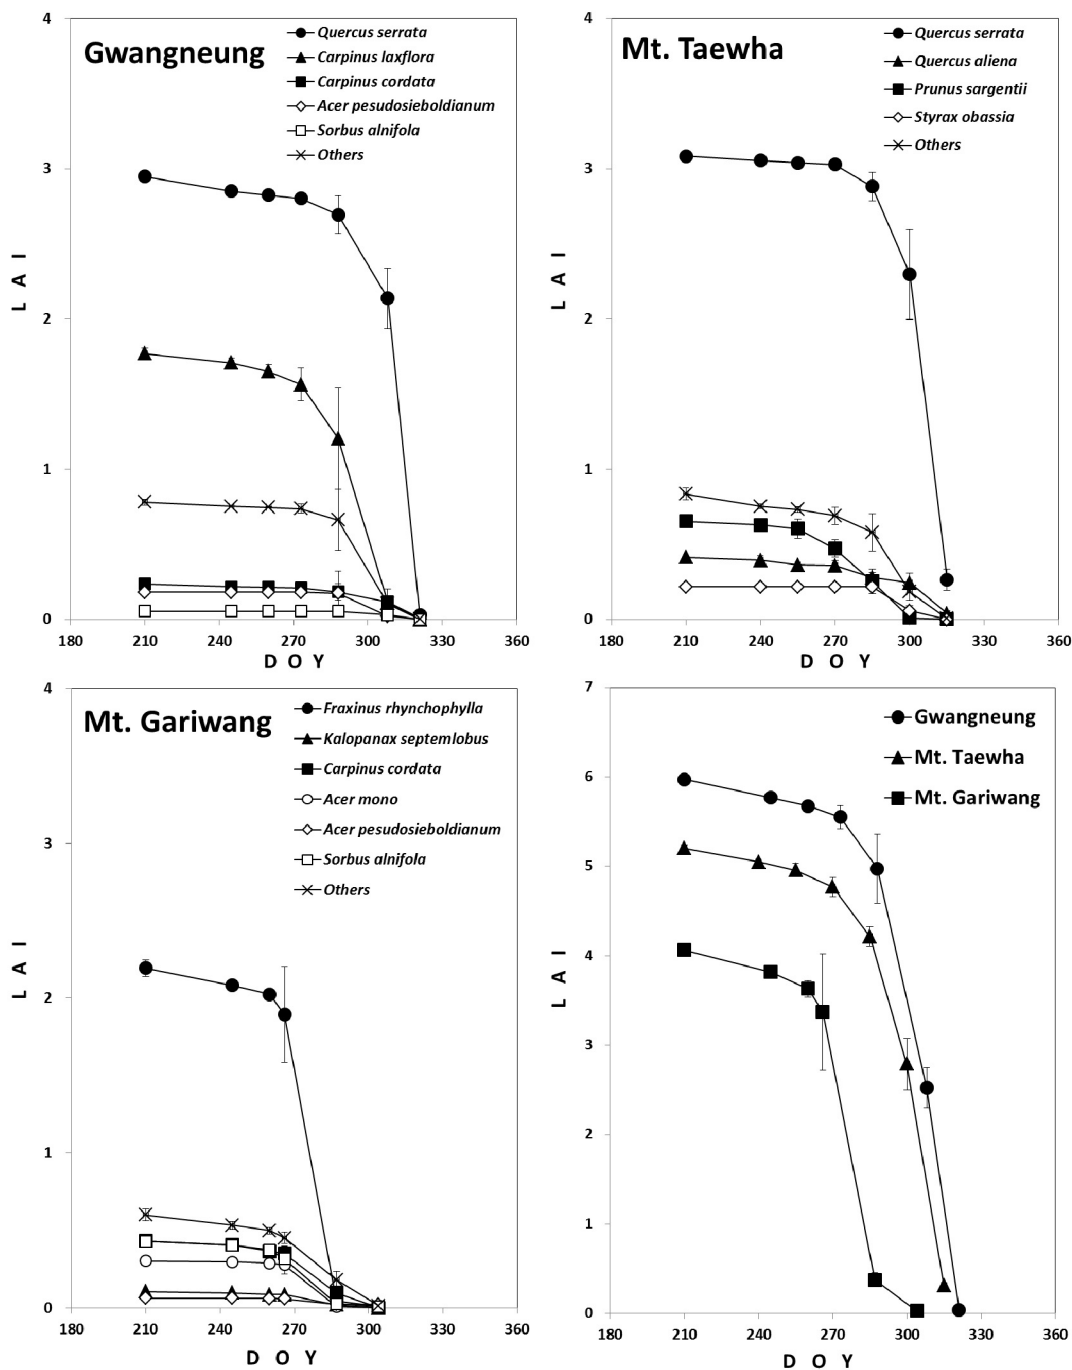 Gwangneung
Quercus serrata
Carpinus laxflora
Carpinus cordata
Acer pesudosieboldianum
Sorbus alnifola
Others
4
3
2
1
0
L A I
180 210 240 270 300 330 360
D O Y
Mt. Taewha
Quercus serrata
Quercus aliena
Prunus sargentii
Styrax obassia
Others
4
3
2
1
0
L A I
180 210 240 270 300 330 360
D O Y
Mt. Gariwang
Fraxinus rhynchophylla
Kalopanax septemlobus
Carpinus cordata
Acer mono
Acer pesudosieboldianum
Sorbus alnifola
Others
4
3
2
1
0
L A I
180 210 240 270 300 330 360
D O Y
Gwangneung
Mt. Taewha
Mt. Gariwang
7
6
5
4
3
2
1
0
L A I
180 210 240 270 300 330 360
D O Y